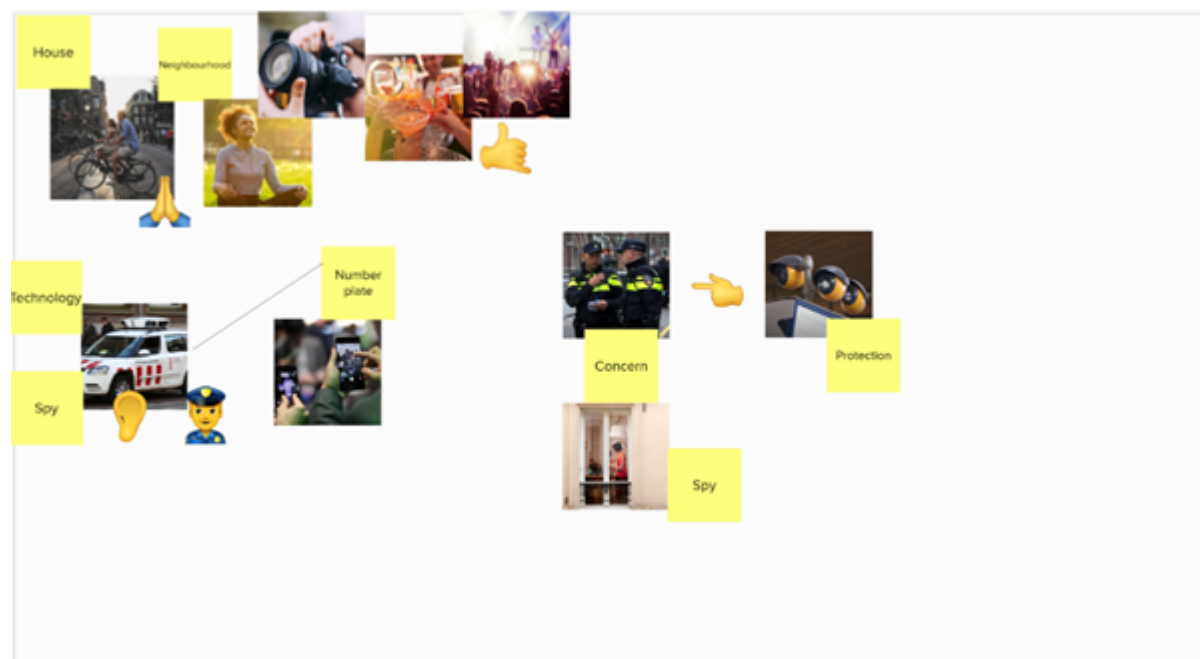 House
Neighbourhood
Technology
Number
plate
Spy
Concern
Protection
Spy